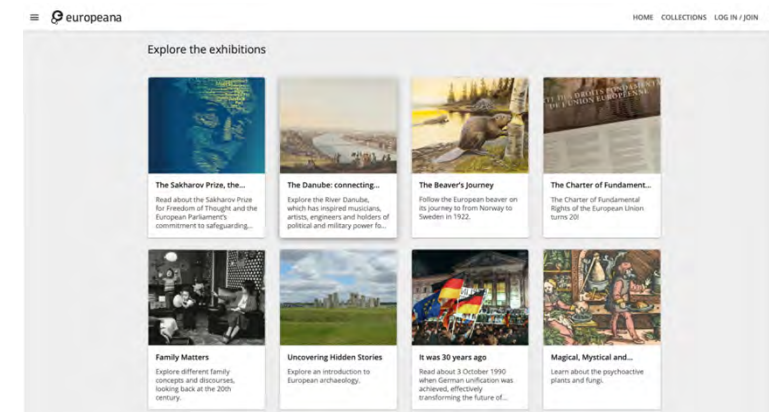 europeana
HOME COLLECTIONS LOG IN / JOIN
Explore the exhibitions
The Sakharov Prize, the...
Read about the Sakharov Prize
for Freedom of Thought and the
European Parliament's
commitment to safeguarding...
The Danube: connecting...
Explore the River Danube,
which has inspired musicians,
artists, engineers and holders of
political and military power fo...
The Beaver's Journey
Follow the European beaver on
its journey to from Norway to
Sweden in 1922.
DES DROITS FONDAMENT
DE L'UNION EUROPÉENNE
The Charter of Fundament...
The Charter of Fundamental
Rights of the European Union
turns 20!
Family Matters
Explore different family
concepts and discourses,
looking back at the 20th
century.
Uncovering Hidden Stories
Explore an introduction to
European archaeology.
It was 30 years ago
Read about 3 October 1990
when German unification was
achieved, effectively
transforming the future of...
Magical, Mystical and...
Learn about the psychoactive
plants and fungi.